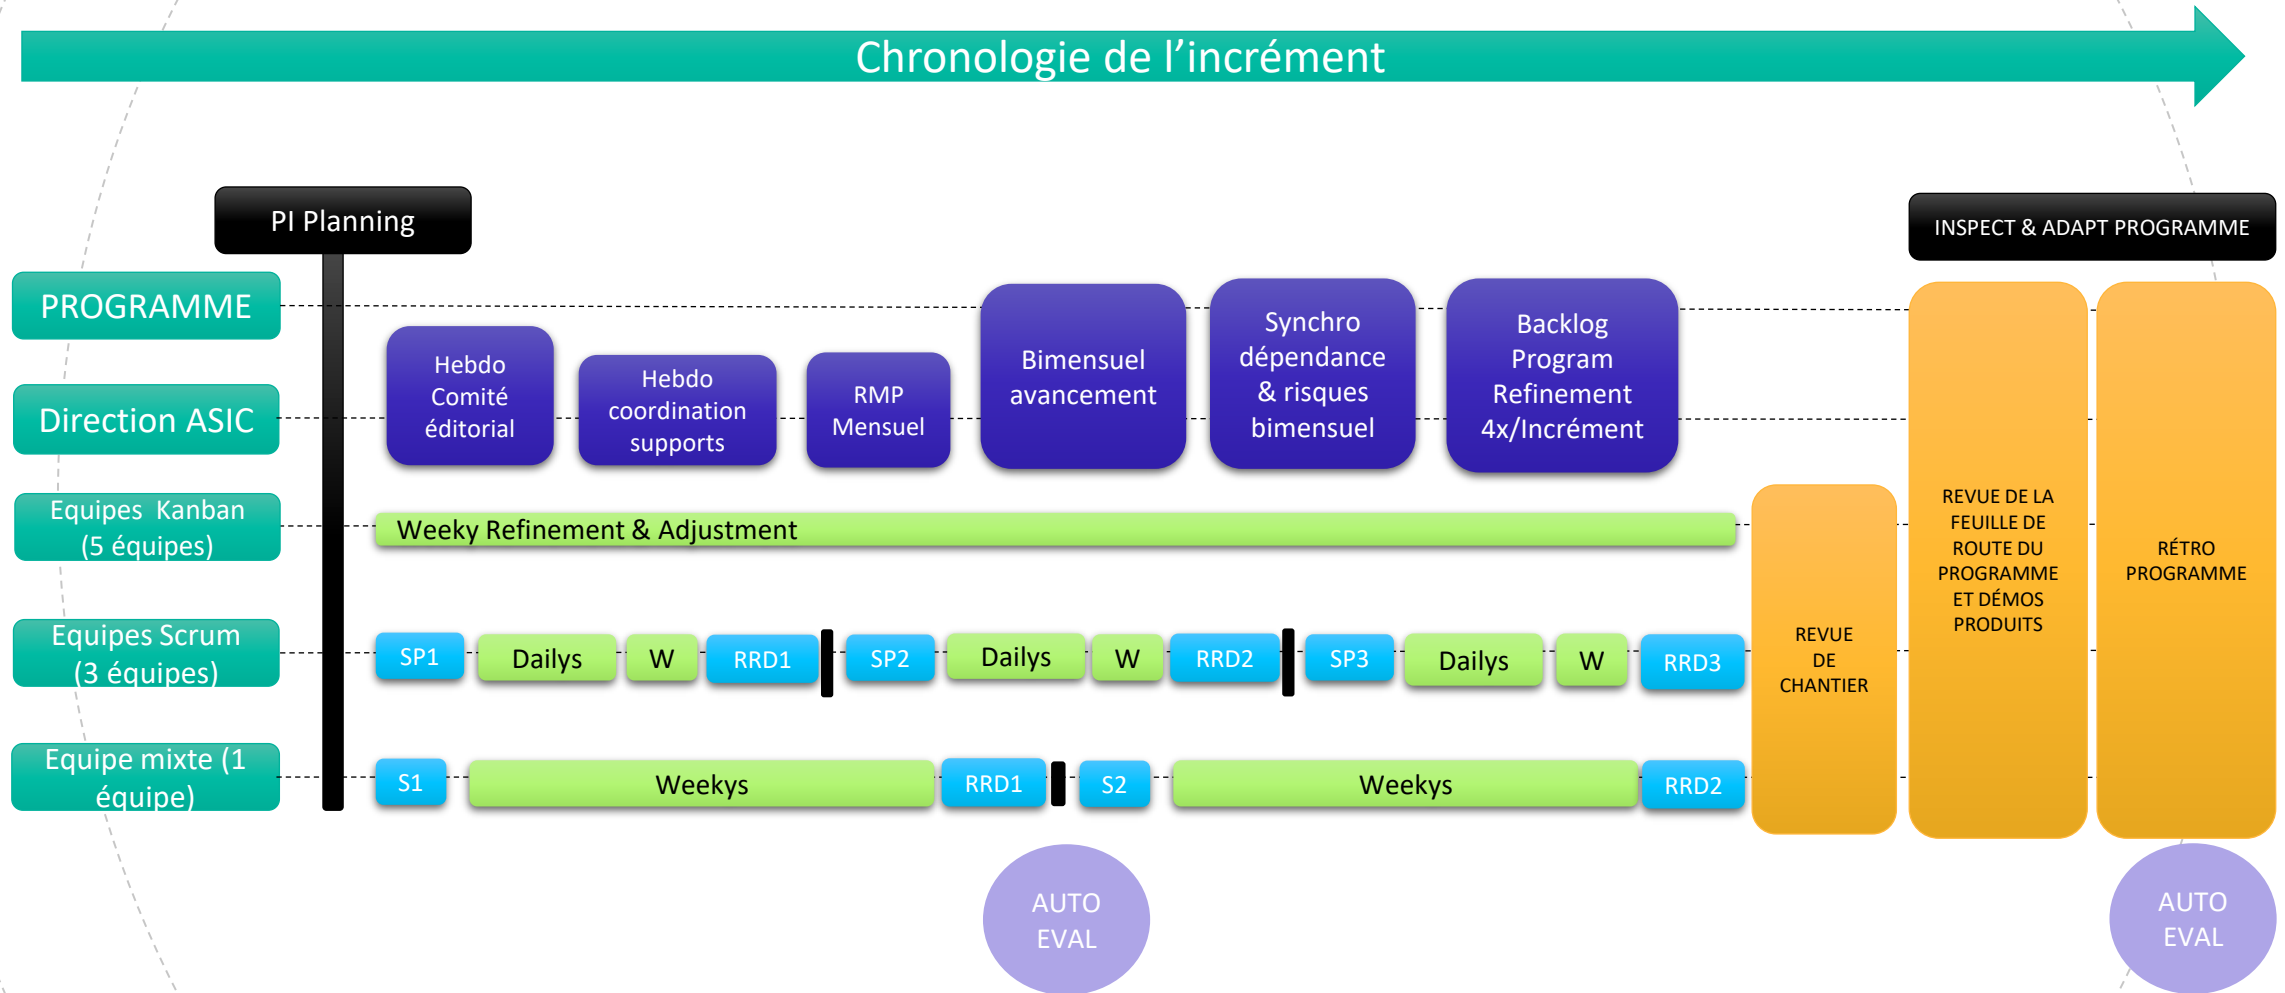 Chronologie de l'incrément
PI Planning
INSPECT & ADAPT PROGRAMME
PROGRAMME
Direction ASIC
Hebdo
Comité
éditorial
Hebdo
coordination
supports
RMP
Mensuel
Bimensuel
avancement
Synchro
dépendance
& risques
bimensuel
Backlog
Program
Refinement
4x/Incrément
Equipes Kanban
(5 équipes)
Weeky Refinement & Adjustment
Equipes Scrum
(3 équipes)
SP1
Dailys
W
RRD1
SP2
Dailys
W
RRD2
SP3
Dailys
W
RRD3
Equipe mixte (1
équipe)
S1
Weekys
RRD1
S2
Weekys
RRD2
REVUE
DE
CHANTIER
REVUE DE LA
FEUILLE DE
ROUTE DU
PROGRAMME
ET DÉMOS
PRODUITS
RÉTRO
PROGRAMME
AUTO
EVAL
AUTO
EVAL